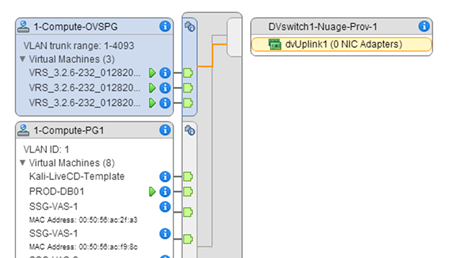 1-Compute-OVSPG
VLAN trunk range: 1-4093
Virtual Machines (3)
VRS_3.2.6-232_012820...
VRS_3.2.6-232_012820...
VRS_3.2.6-232_012820...
1-Compute-PG1
VLAN ID: 1
Virtual Machines (8)
Kali-LiveCD-Template
PROD-DB01
SSG-VAS-1
MAC Address: 00:50:56:ac:2f:a3
SSG-VAS-1
MAC Address: 00:50:56:ac:f9:8c
DVswitch1-Nuage-Prov-1
dvUplink1 (0 NIC Adapters)